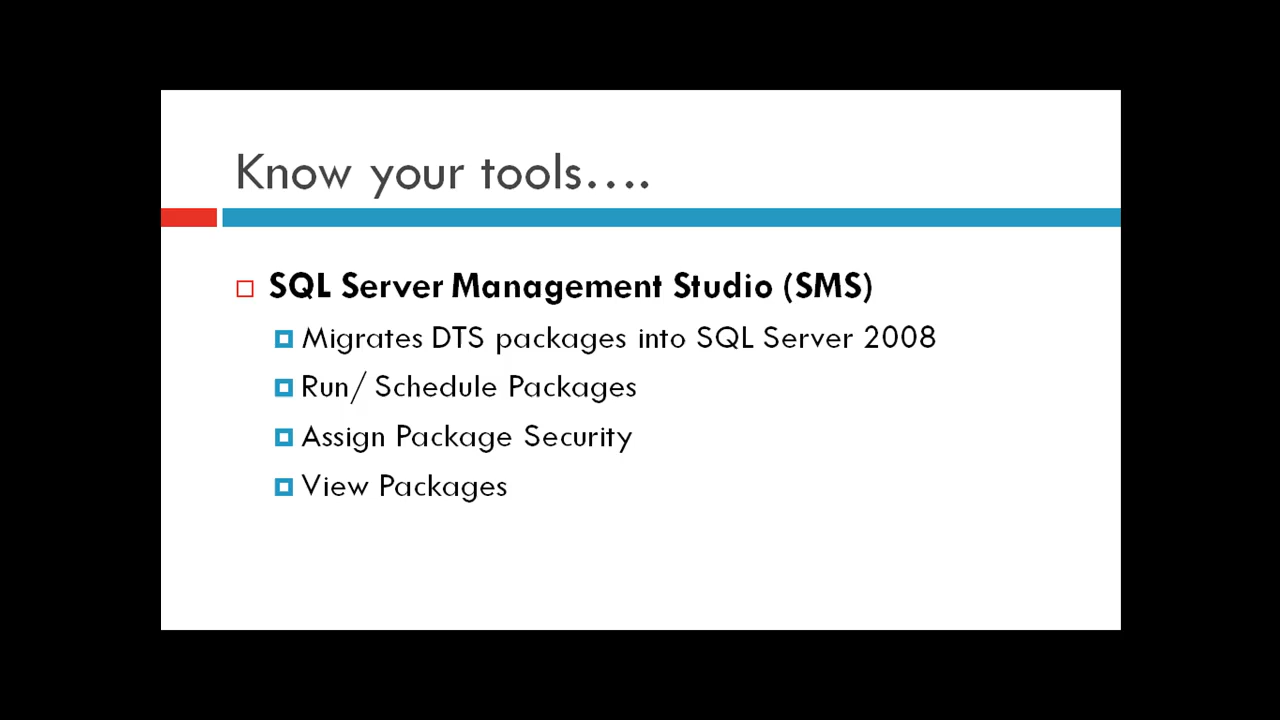 Know your tools....
SQL Server Management Studio (SMS)
Migrates DTS packages into SQL Server 2008
Run/ Schedule Packages
Assign Package Security
View Packages